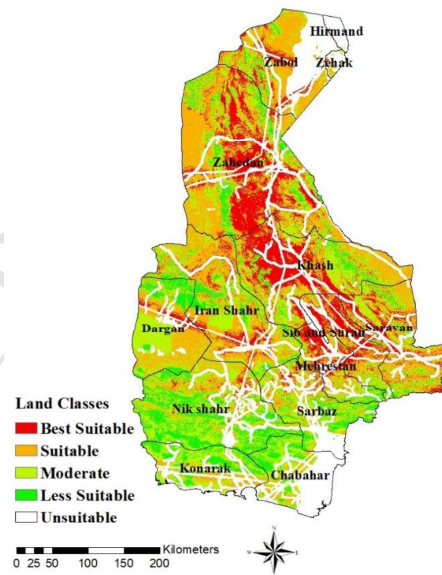 Hirmand
Zabol
Zehak
Zahedan
Khash
Iran Shahr
Dargan
Sib and Suran
Saravan
Mehrestan
Nik shahr
Sarbaz
Konarak
Chabahar
Land Classes
Best Suitable
Suitable
Moderate
Less Suitable
Unsuitable
0 25 50 100 150 200 Kilometers
N
W E
S